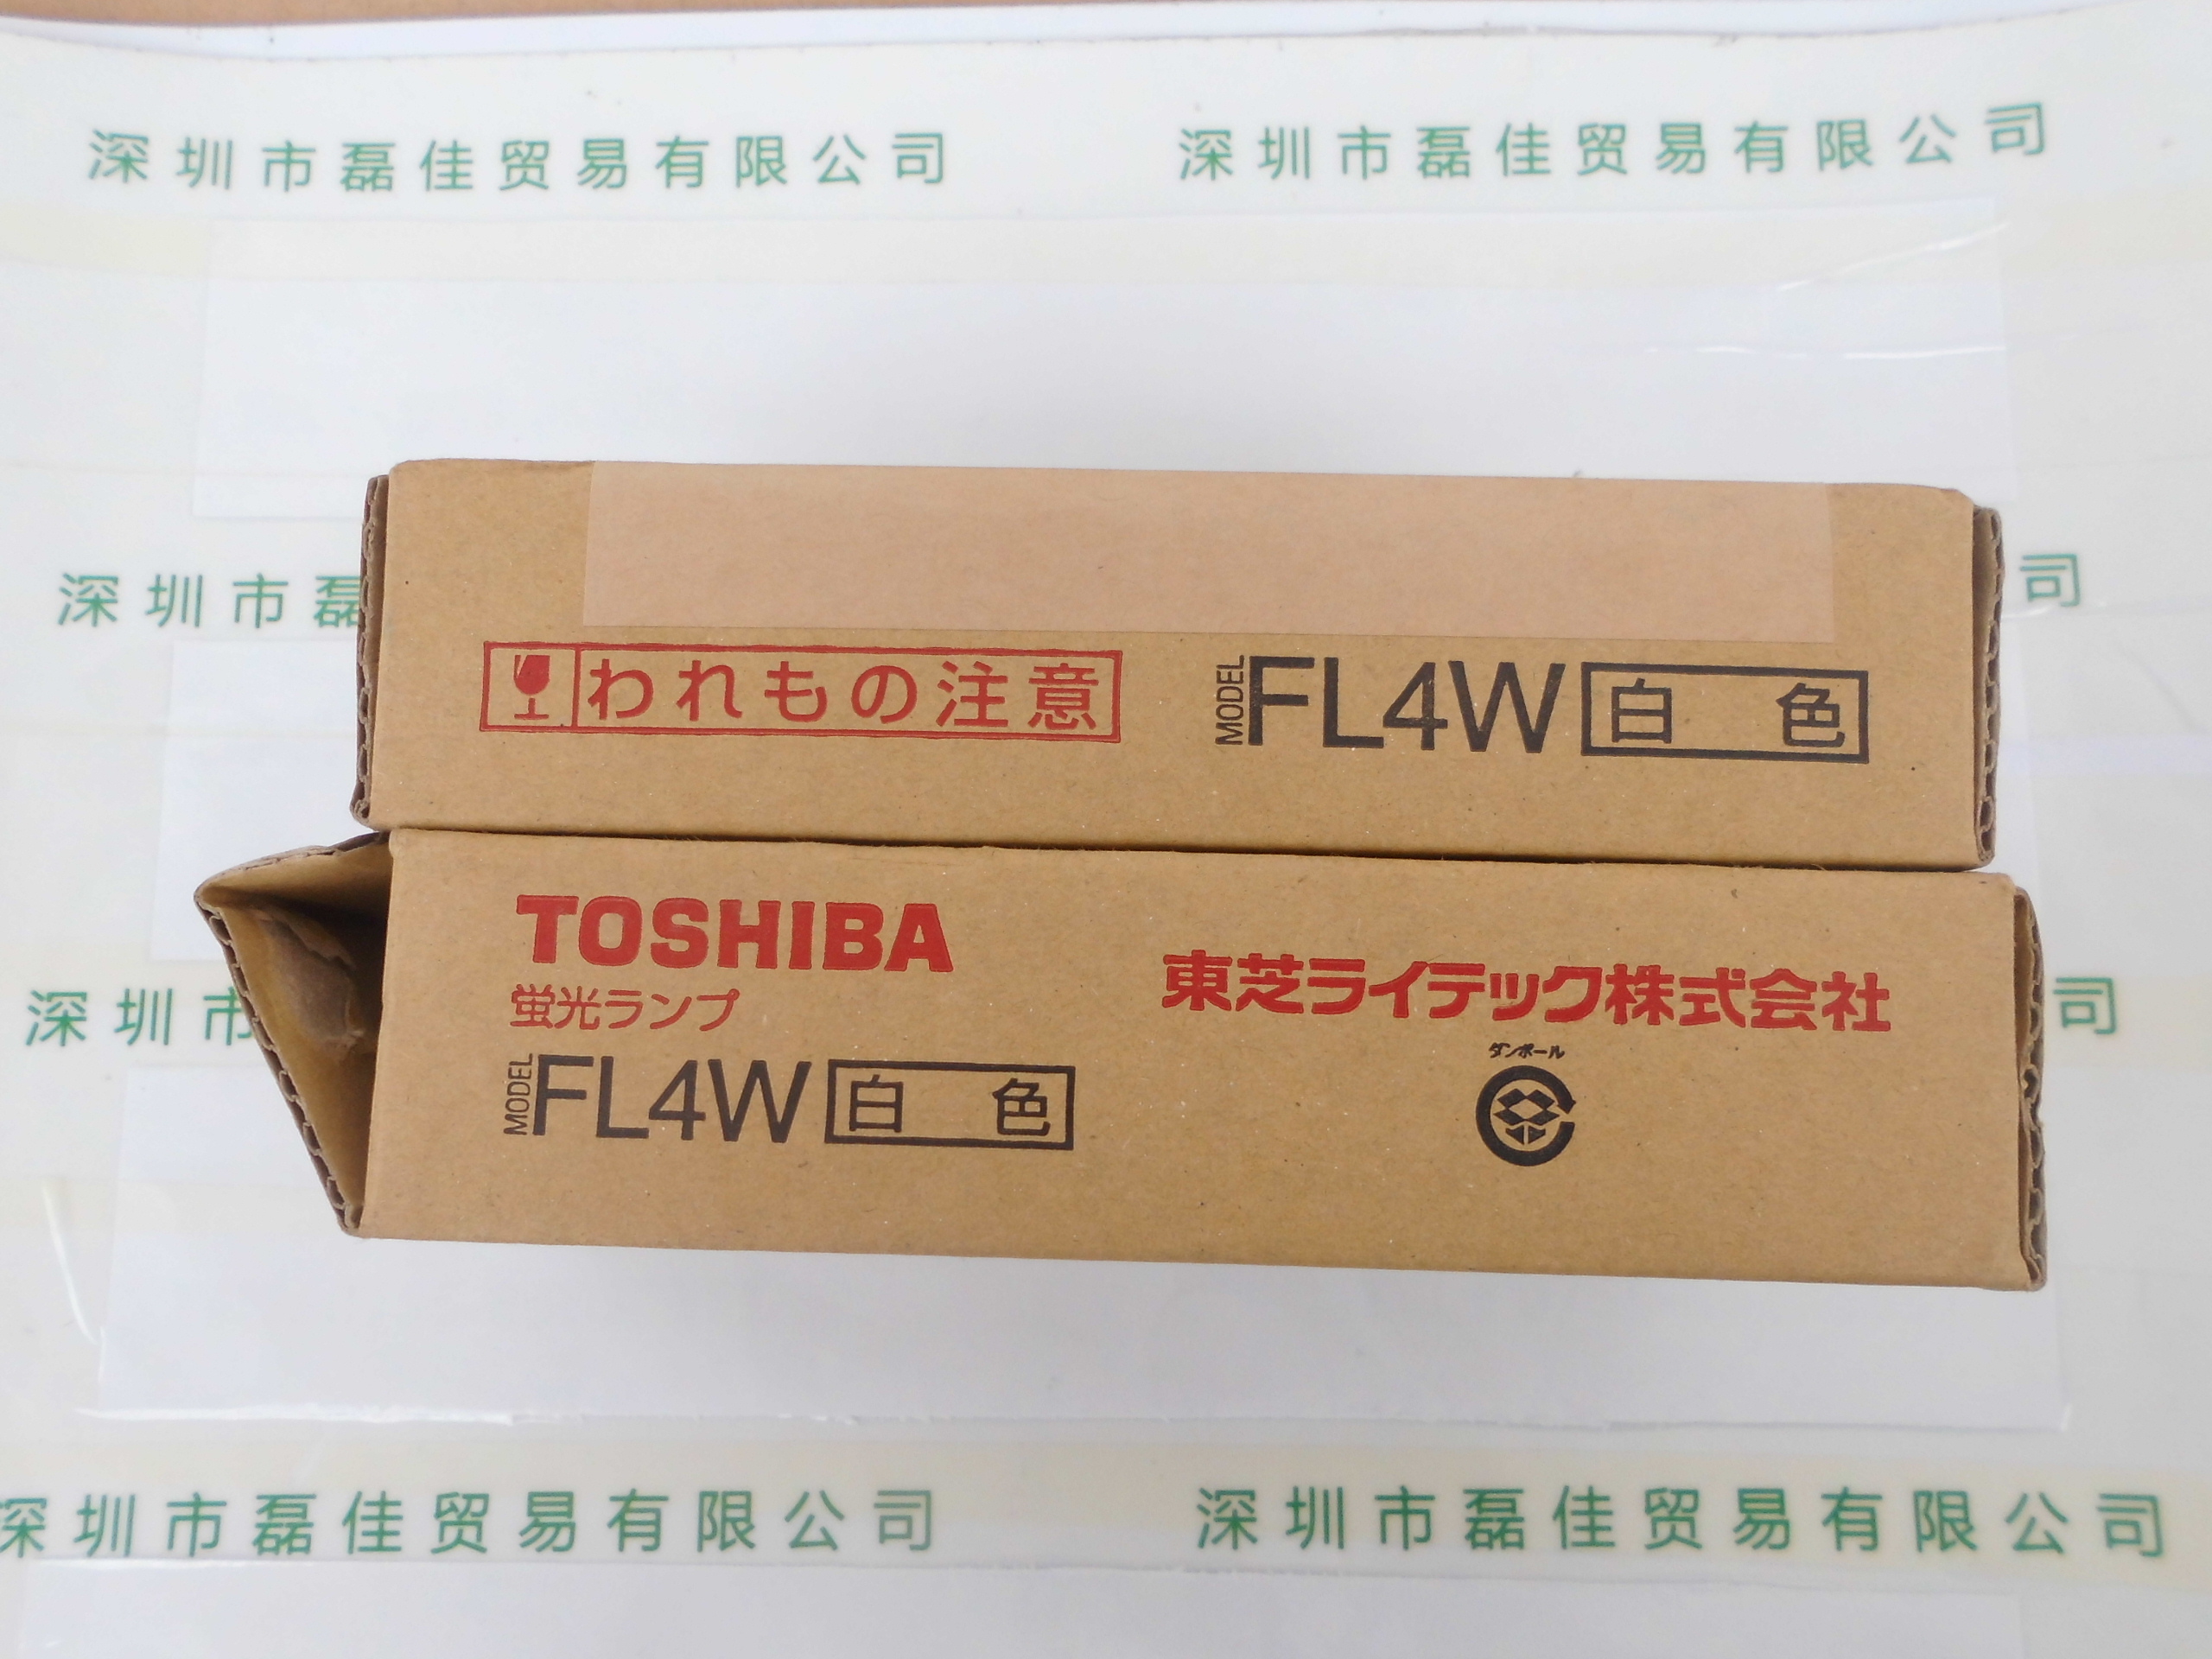 深圳市磊佳贸易有限公司 深圳市磊佳贸易有限公司
深圳市磊 司
われもの注意 MODEL FL4W 白色
TOSHIBA
蛍光ランプ
東芝ライテック株式会社
深圳市 司
ダンボール
MODEL FL4W 白色
深圳市磊佳贸易有限公司 深圳市磊佳贸易有限公司